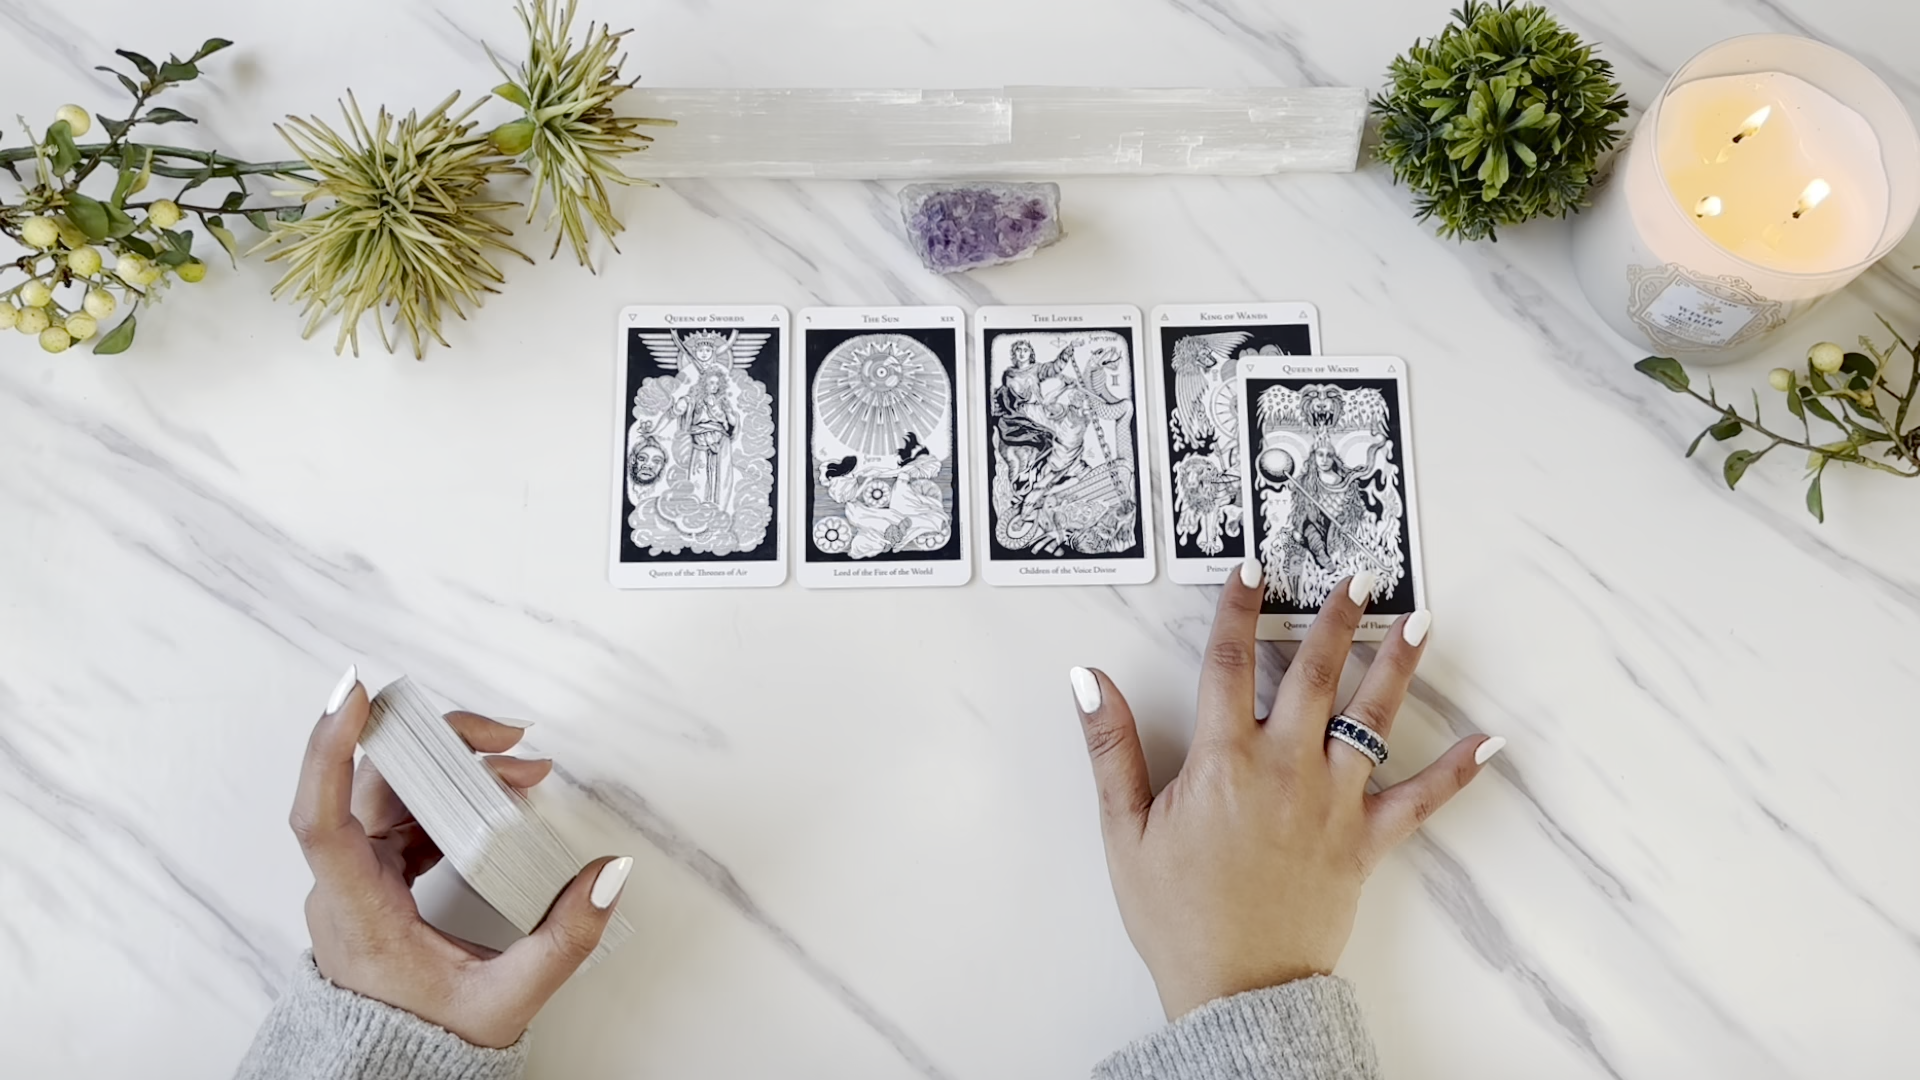 QUEEN OF SWORDS
Queen of the Thrones of Air
THE SUN XIX
Lord of the Fire of the World
THE LOVERS VI
Children of the Voice Divine
KING OF WANDS
Prince
QUEEN OF WANDS
Queen of Flame
WINTER